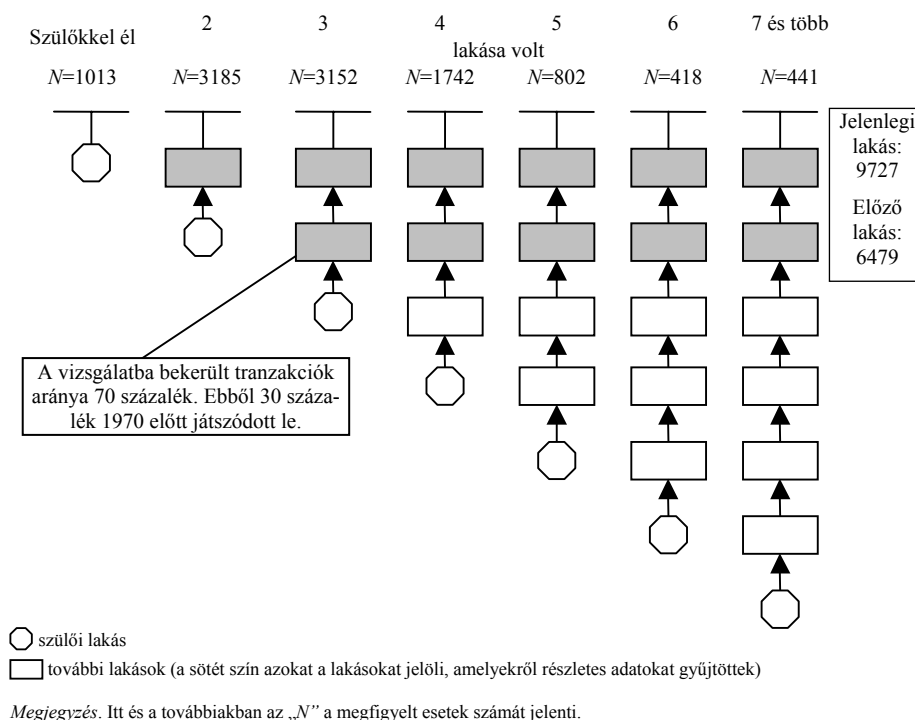 Szülőkkel él 2 3 4 5 6 7 és több
lakása volt
N=1013 N=3185 N=3152 N=1742 N=802 N=418 N=441
Jelenlegi
lakás:
9727
Előző
lakás:
6479
A vizsgálatba bekerült tranzakciók
aránya 70 százalék. Ebből 30 száza-
lék 1970 előtt játszódott le.
szülői lakás
további lakások (a sötét szín azokat a lakásokat jelöli, amelyekről részletes adatokat gyűjtöttek)
Megjegyzés. Itt és a továbbiakban az „N” a megfigyelt esetek számát jelenti.